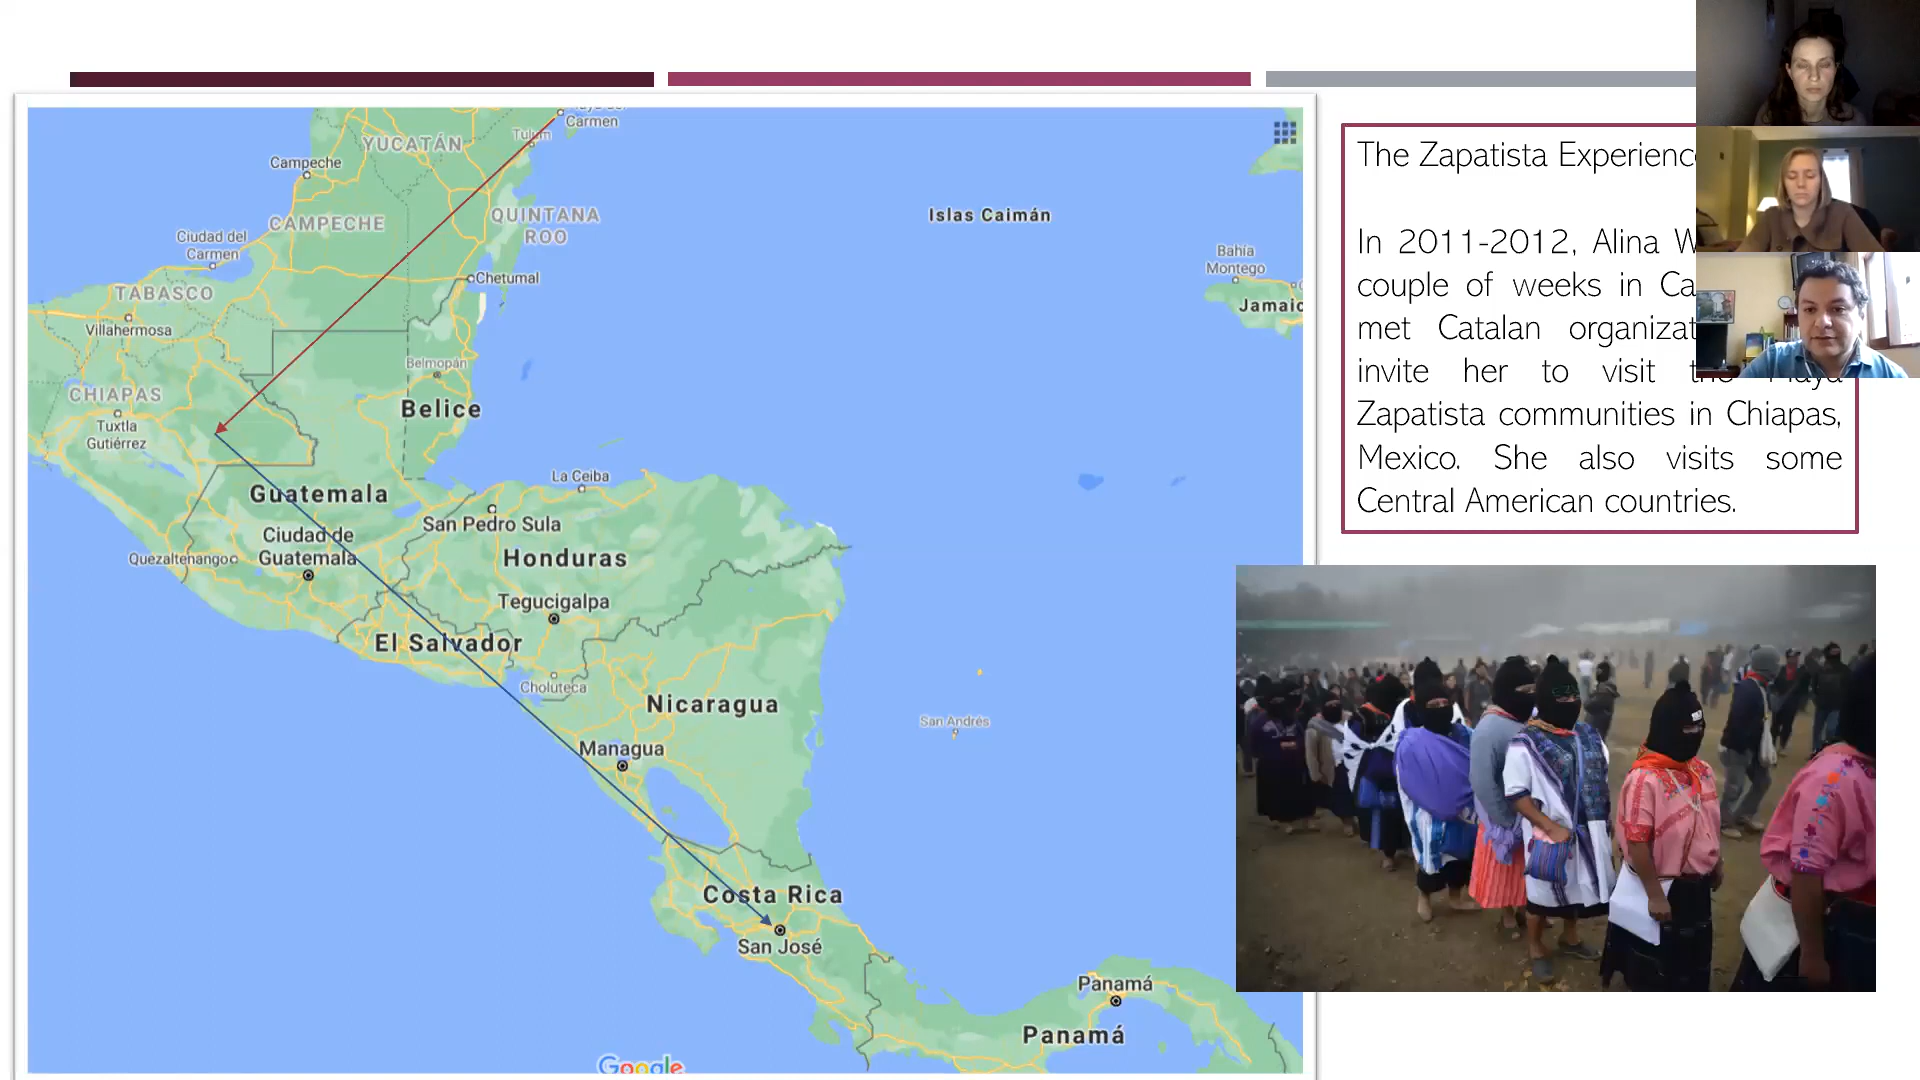 Carmen
Tulum
YUCATÁN
Campeche
QUINTANA
ROO
CAMPECHE
Islas Caimán
Ciudad del
Carmen
Bahía
Montego
Chetumal
TABASCO
Jamaic
Villahermosa
Belmopán
CHIAPAS
Belice
Tuxtla
Gutiérrez
La Ceiba
Guatemala
San Pedro Sula
Ciudad de
Guatemala
Quezaltenango
Honduras
Tegucigalpa
El Salvador
Choluteca
Nicaragua
San Andrés
Managua
Costa Rica
San José
Panamá
Panamá
Google
The Zapatista Experienc
In 2011-2012, Alina W
couple of weeks in Ca
met Catalan organizat
invite her to visit the Maya
Zapatista communities in Chiapas,
Mexico. She also visits some
Central American countries.